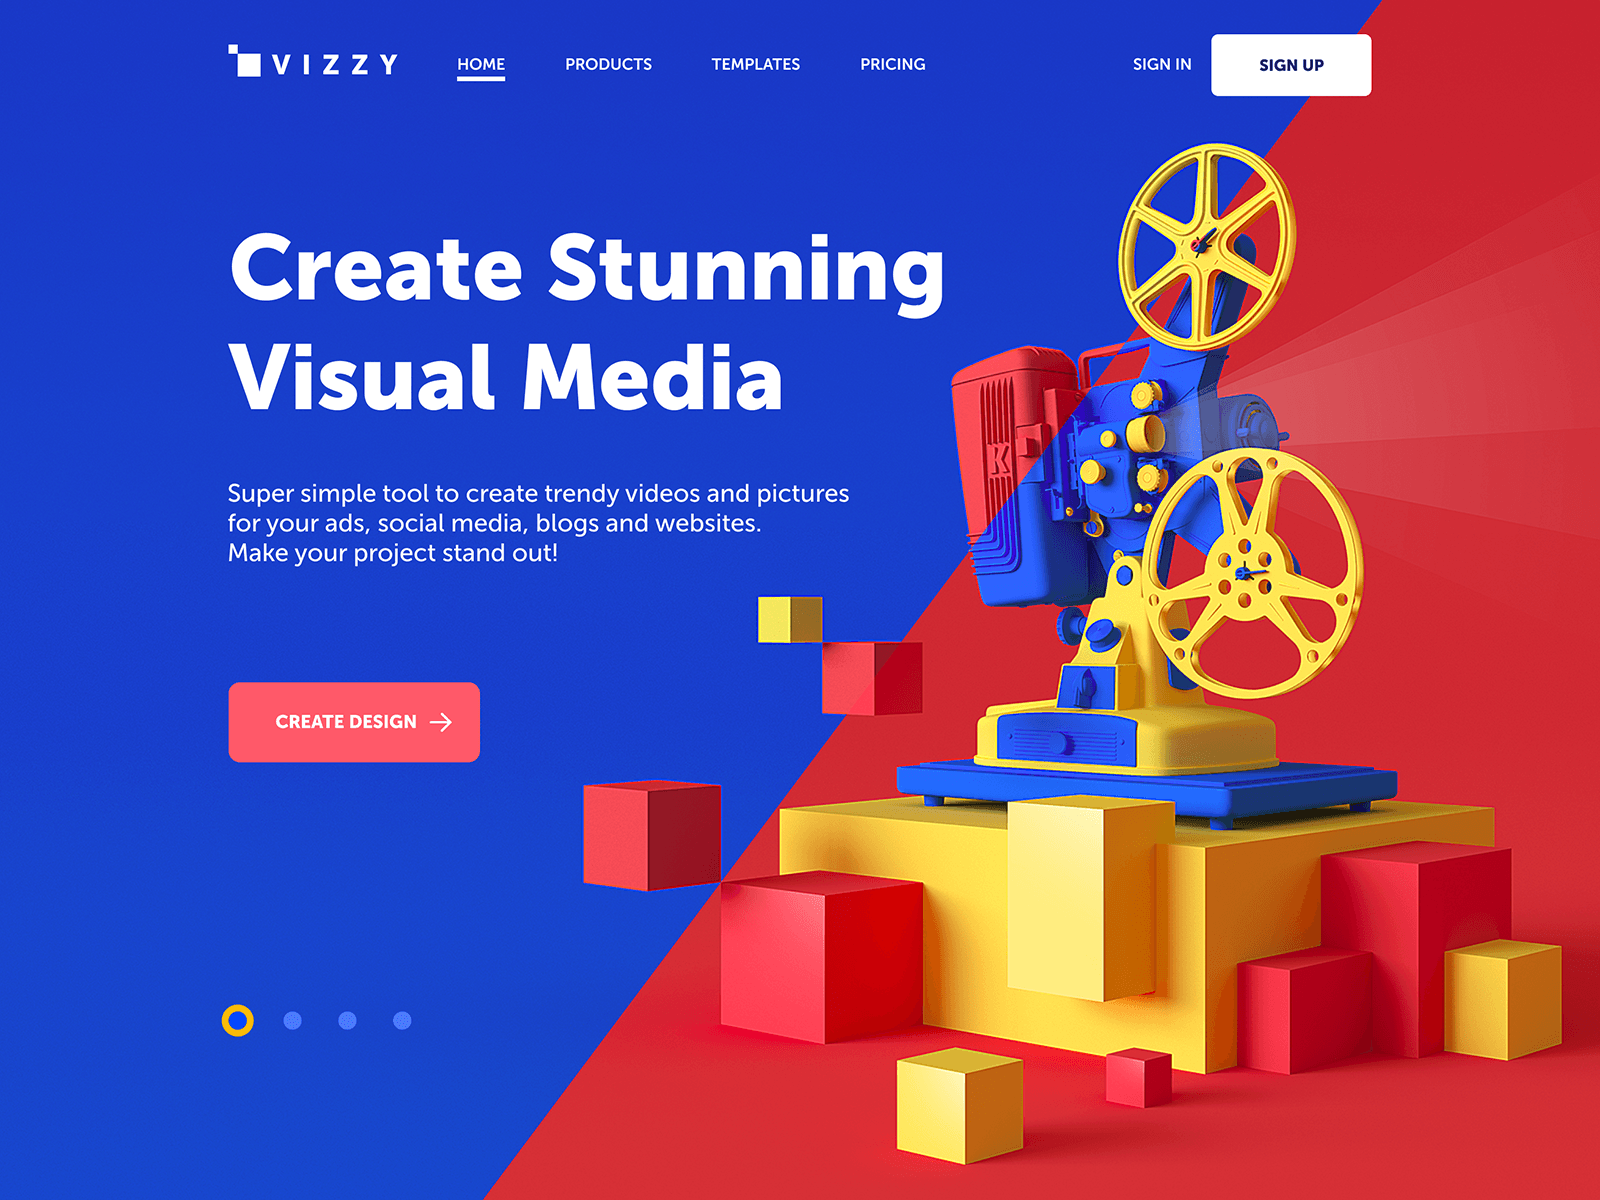 VIZZY
HOME
PRODUCTS
TEMPLATES
PRICING
SIGN IN
SIGN UP
Create Stunning
Visual Media
K
Super simple tool to create trendy videos and pictures
for your ads, social media, blogs and websites.
Make your project stand out!
CREATE DESIGN